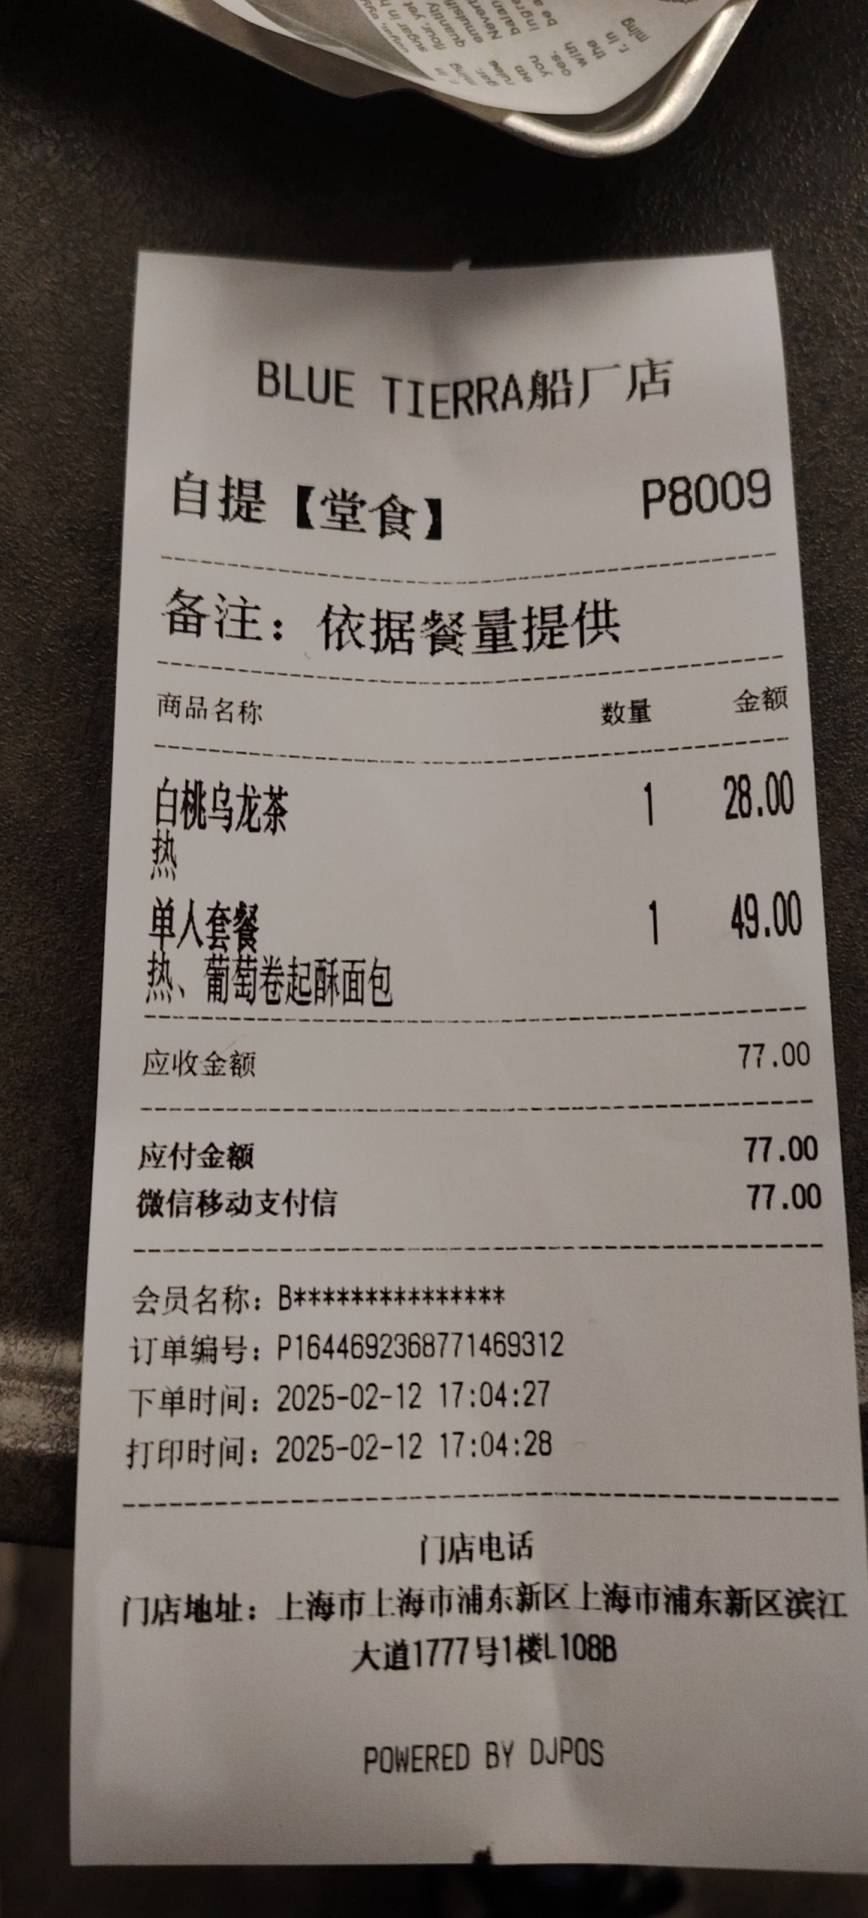 BLUE TIERRA船厂店
自提【堂食】 P8009
备注：依据餐量提供
商品名称 数量 金额
白桃乌龙茶 1 28.00
热
单人套餐 1 49.00
热、葡萄卷起酥面包
应收金额 77.00
应付金额 77.00
微信移动支付信 77.00
会员名称：B***************
订单编号：P1644692368771469312
下单时间：2025-02-12 17:04:27
打印时间：2025-02-12 17:04:28
门店电话
门店地址：上海市上海市浦东新区上海市浦东新区滨江
大道1777号1楼L108B
POWERED BY DJPOS